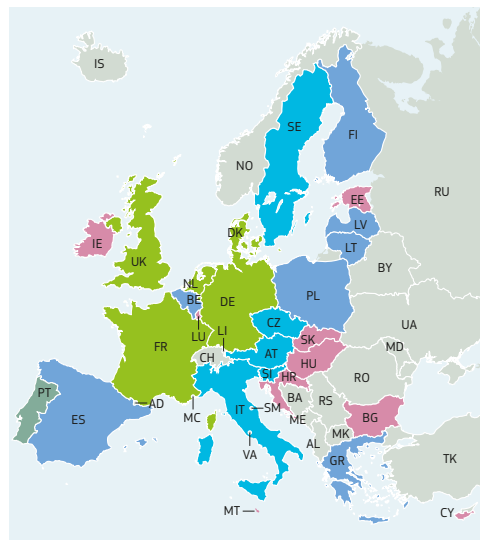 IS
SE
FI
NO
RU
EE
LV
DK
LT
IE
UK
BY
NL
BE
DE
PL
CZ
UA
LU
LI
SK
MD
FR
CH
AT
HU
SI
HR
RO
PT
AD
MC
IT
SM
BA
RS
ES
ME
BG
VA
AL
MK
GR
TK
MT
CY